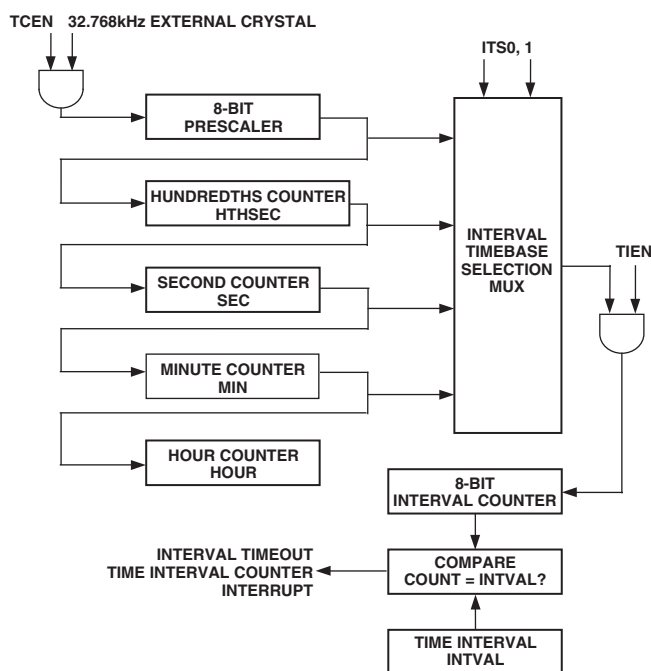 TCEN 32.768kHz EXTERNAL CRYSTAL
ITS0, 1
8-BIT
PRESCALER
HUNDREDTHS COUNTER
HTHSEC
INTERVAL
TIMEBASE
SELECTION
MUX
TIEN
SECOND COUNTER
SEC
MINUTE COUNTER
MIN
HOUR COUNTER
HOUR
8-BIT
INTERVAL COUNTER
INTERVAL TIMEOUT
TIME INTERVAL COUNTER
INTERRUPT
COMPARE
COUNT = INTVAL?
TIME INTERVAL
INTVAL